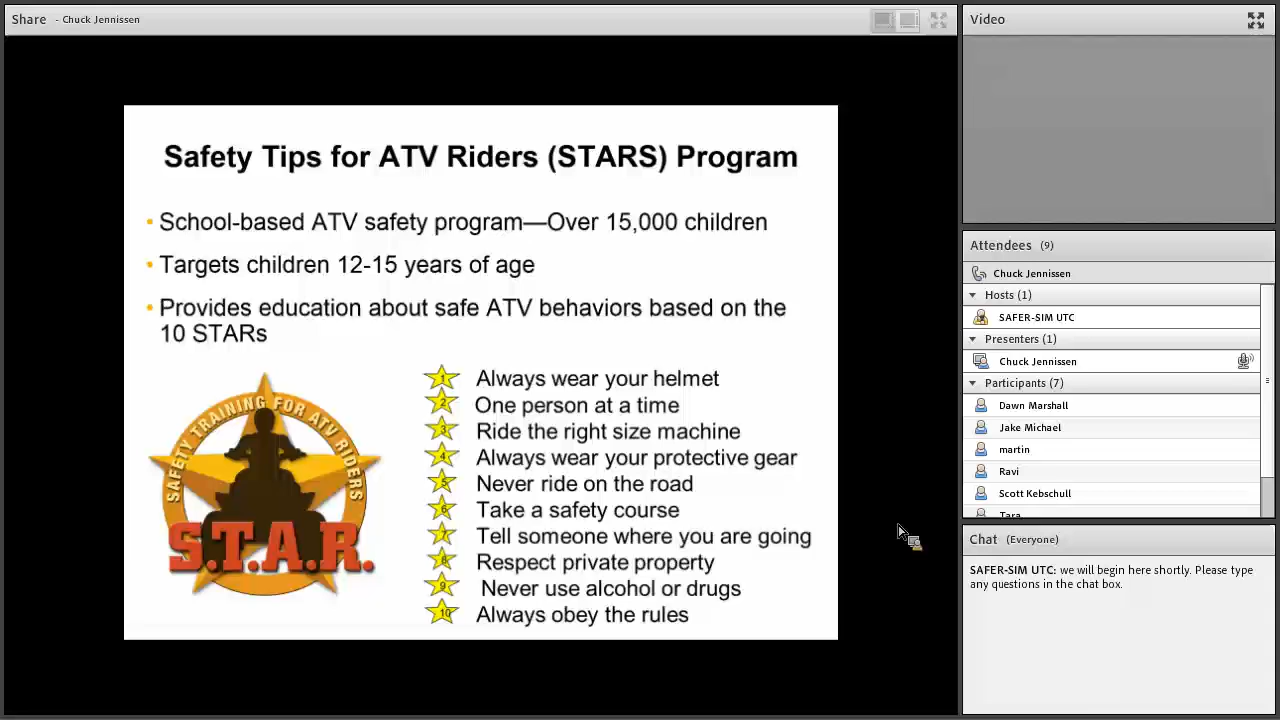 Share - Chuck Jennissen
Video
Safety Tips for ATV Riders (STARS) Program
• School-based ATV safety program—Over 15,000 children
• Targets children 12-15 years of age
• Provides education about safe ATV behaviors based on the
10 STARs
SAFETY TRAINING FOR ATV RIDERS
S.T.A.R.
1 Always wear your helmet
2 One person at a time
3 Ride the right size machine
4 Always wear your protective gear
5 Never ride on the road
6 Take a safety course
7 Tell someone where you are going
8 Respect private property
9 Never use alcohol or drugs
10 Always obey the rules
Attendees (9)
Chuck Jennissen
Hosts (1)
SAFER-SIM UTC
Presenters (1)
Chuck Jennissen
Participants (7)
Dawn Marshall
Jake Michael
martin
Ravi
Scott Kebschull
Tara
Chat (Everyone)
SAFER-SIM UTC: we will begin here shortly. Please type
any questions in the chat box.